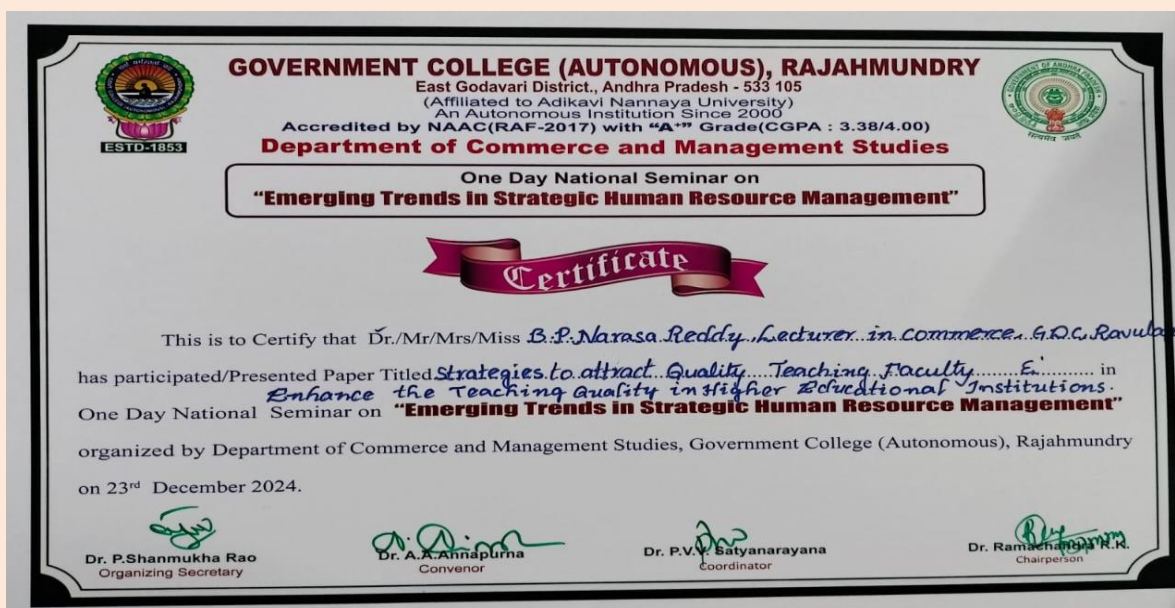 GOVERNMENT COLLEGE (AUTONOMOUS), RAJAHMUNDRY
East Godavari District., Andhra Pradesh - 533 105
(Affiliated to Adikavi Nannaya University)
An Autonomous Institution Since 2000
Accredited by NAAC(RAF-2017) with “A+” Grade(CGPA : 3.38/4.00)
ESTD-1853
Department of Commerce and Management Studies
One Day National Seminar on
“Emerging Trends in Strategic Human Resource Management”
Certificate
This is to Certify that Dr./Mr/Mrs/Miss B.P. Narasa Reddy, Lecturer in commerce, G.D.C, Ravula
has participated/Presented Paper Titled Strategies to attract Quality Teaching Faculty & in
Enhance the Teaching Quality in Higher Educational Institutions.
One Day National Seminar on “Emerging Trends in Strategic Human Resource Management”
organized by Department of Commerce and Management Studies, Government College (Autonomous), Rajahmundry
on 23rd December 2024.
Dr. P.Shanmukha Rao
Organizing Secretary
Dr. A.A.Annapurna
Convenor
Dr. P.V.V. Satyanarayana
Coordinator
Dr. Ramachandra R.K.
Chairperson